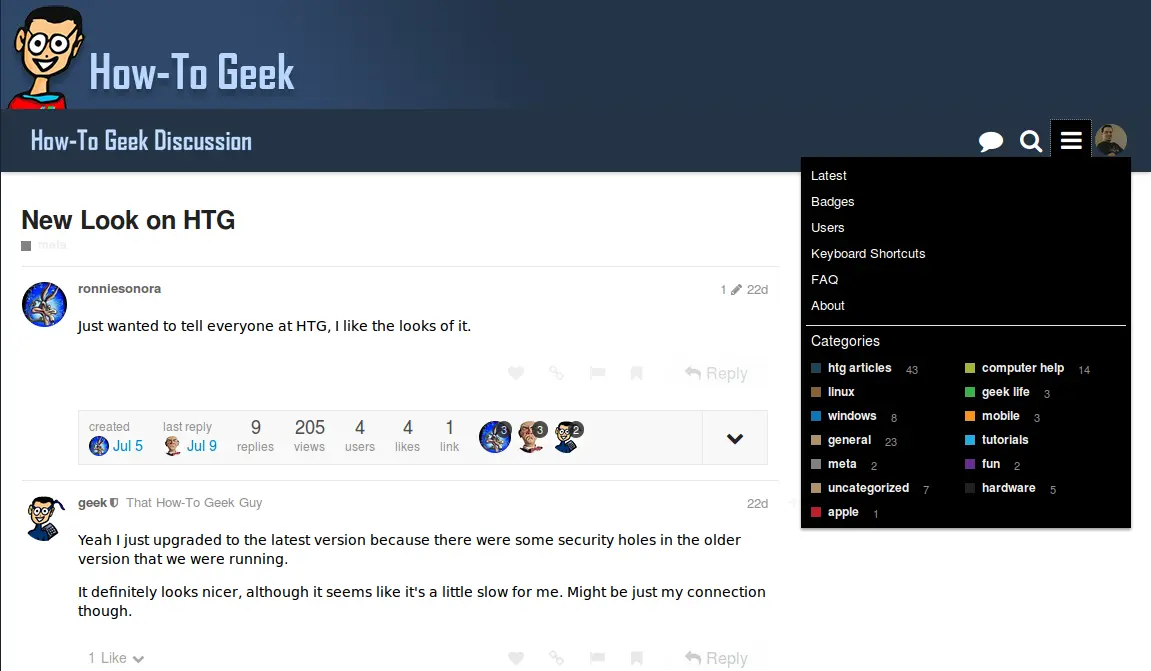 How-To Geek
How-To Geek Discussion
Latest
Badges
Users
Keyboard Shortcuts
FAQ
About
Categories
htg articles 43
computer help 14
linux
geek life 3
windows 8
mobile 3
general 23
tutorials
meta 2
fun 2
uncategorized 7
hardware 5
apple 1
New Look on HTG
meta
ronniesonora
1 22d
Just wanted to tell everyone at HTG, I like the looks of it.
Reply
created
Jul 5
last reply
Jul 9
9
replies
205
views
4
users
4
likes
1
link
3
3
2
geek That How-To Geek Guy
22d
Yeah I just upgraded to the latest version because there were some security holes in the older
version that we were running.
It definitely looks nicer, although it seems like it's a little slow for me. Might be just my connection
though.
1 Like
Reply